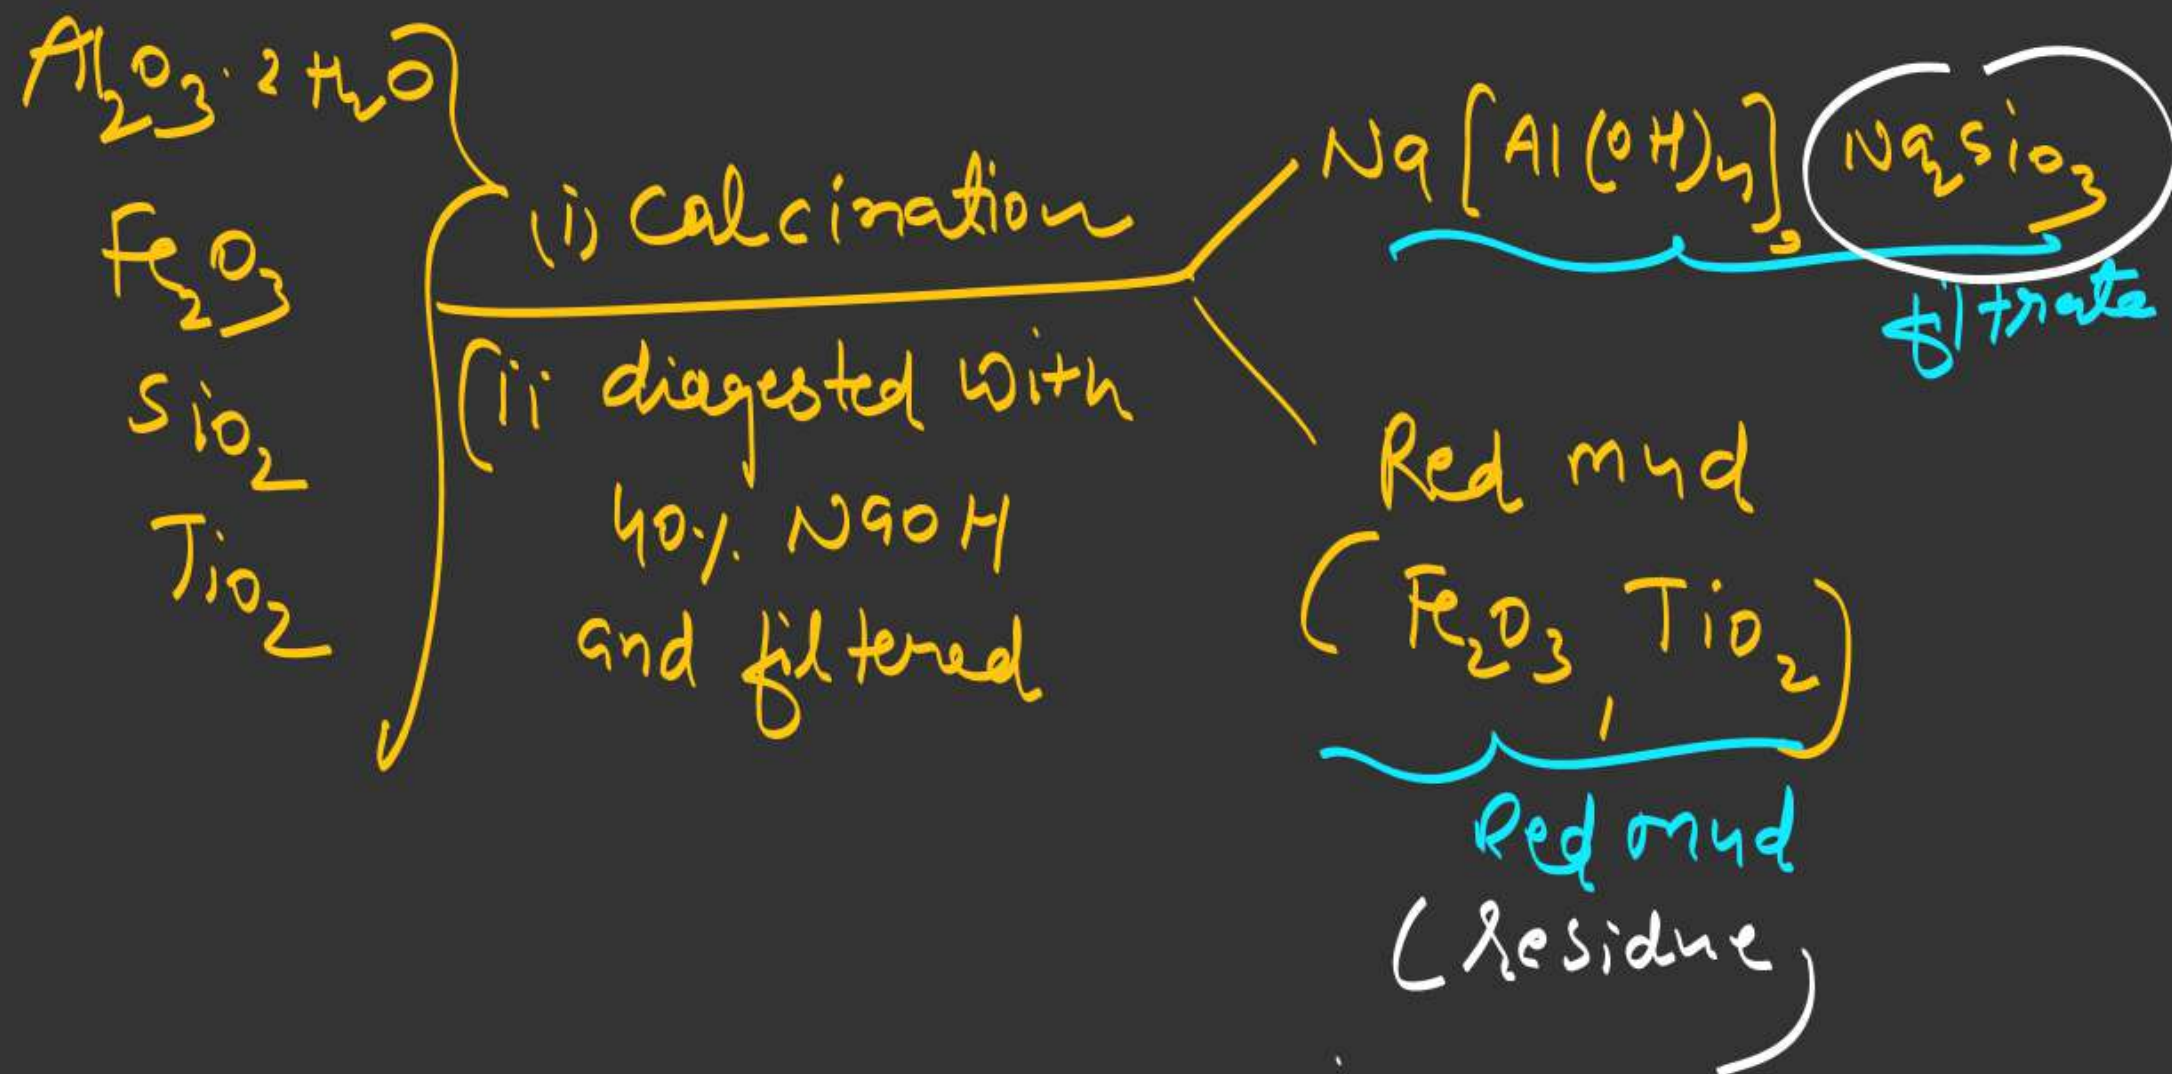 Al₂O₃·2H₂O
Fe₂O₃
SiO₂
TiO₂
(i) Calcination
(ii diagested with
40% NaOH
and filtered
Na[Al(OH)₄], Na₂SiO₃
filtrate
Red mud
(Fe₂O₃, TiO₂)
Red mud
(residue)